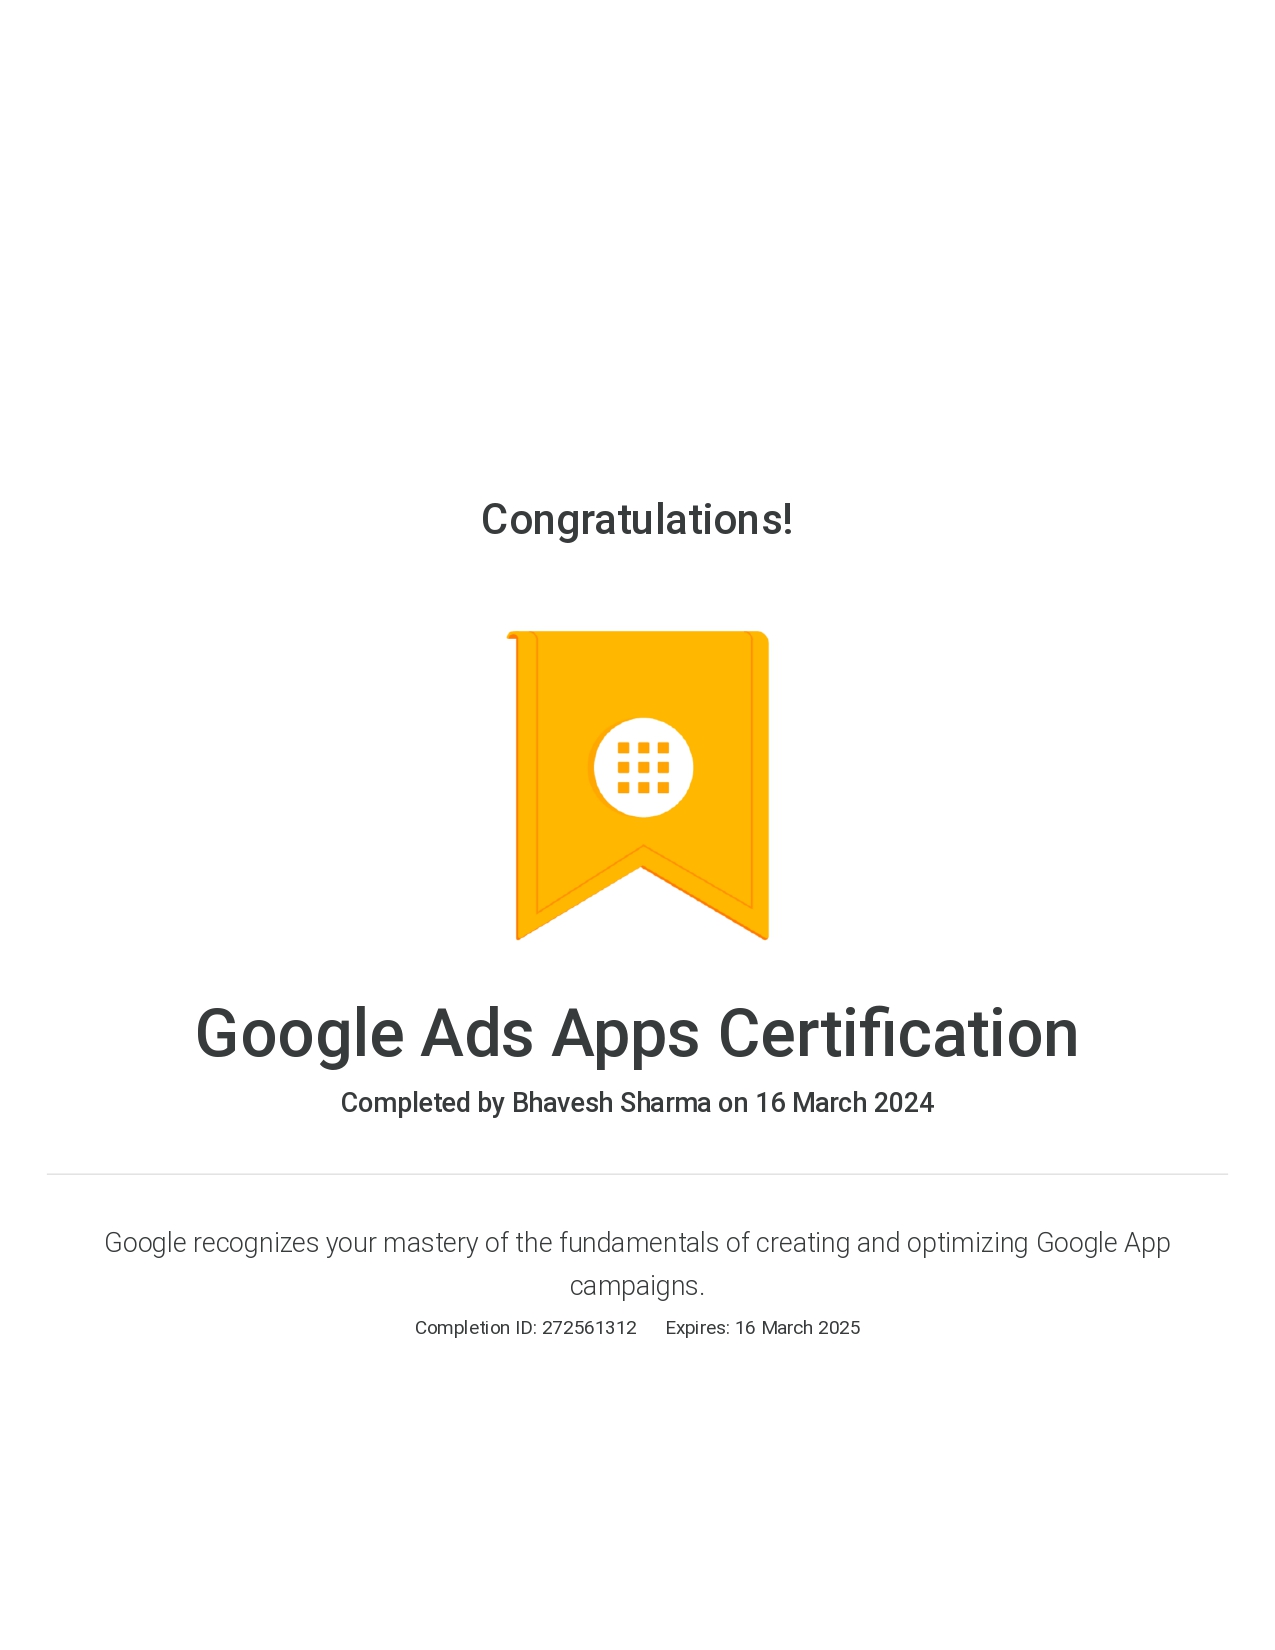 Congratulations!
Google Ads Apps Certification
Completed by Bhavesh Sharma on 16 March 2024
Google recognizes your mastery of the fundamentals of creating and optimizing Google App
campaigns.
Completion ID: 272561312 Expires: 16 March 2025